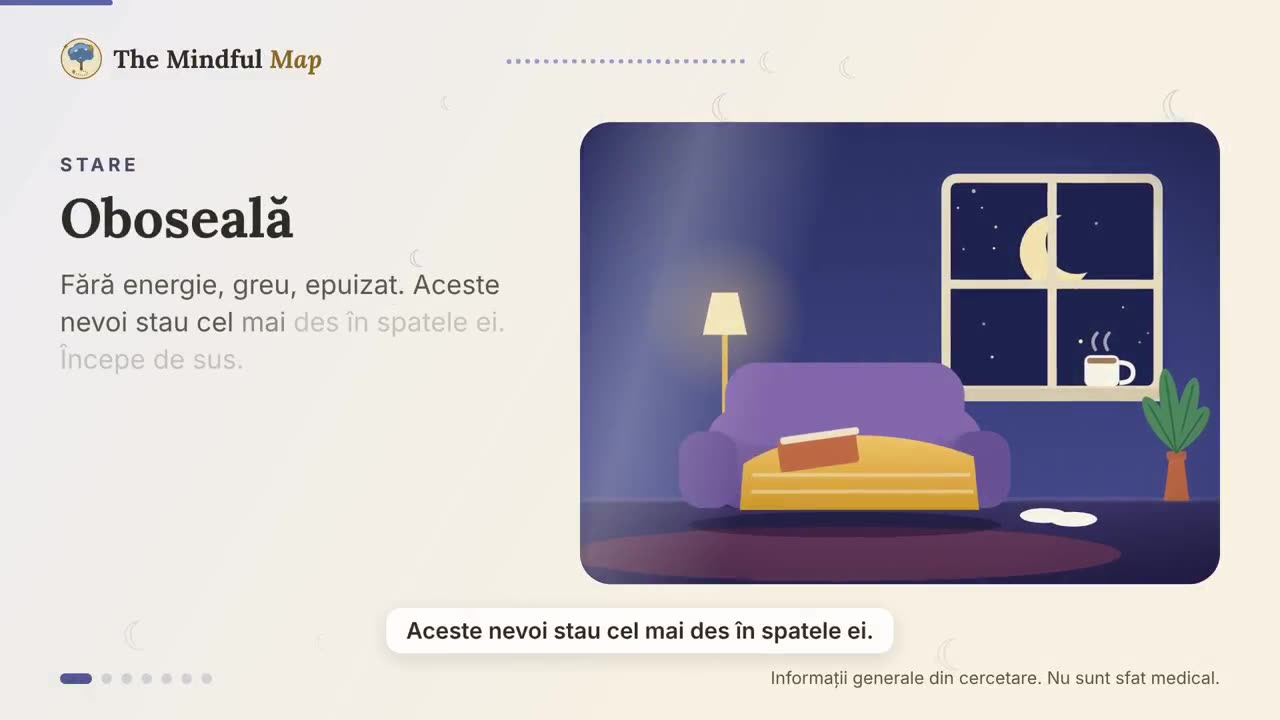 The Mindful Map
STARE
Oboseală
Fără energie, greu, epuizat. Aceste
nevoi stau cel mai des în spatele ei.
Începe de sus.
Aceste nevoi stau cel mai des în spatele ei.
Informații generale din cercetare. Nu sunt sfat medical.